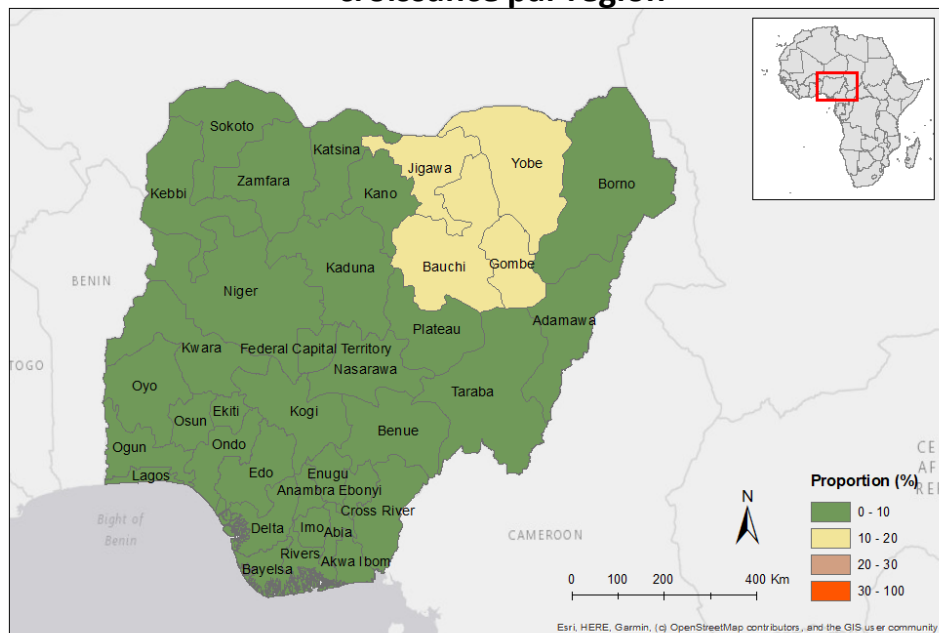 croissance par région
Sokoto
Katsina
Jigawa
Yobe
Zamfara
Kebbi
Kano
Borno
BENIN
Kaduna
Bauchi
Gombe
Niger
Plateau
Adamawa
Kwara
Federal Capital Territory
TOGO
Nasarawa
Oyo
Taraba
Ekiti
Kogi
Osun
Benue
Ogun
Ondo
Lagos
Edo
Enugu
Anambra Ebonyi
Cross River
Bight of
Benin
Delta
Imo
Abia
CAMEROON
Rivers
Akwa Ibom
Bayelsa
CE
AF
RE
Proportion (%)
0 - 10
10 - 20
20 - 30
30 - 100
N
0 100 200 400 Km
Esri, HERE, Garmin, (c) OpenStreetMap contributors, and the GIS user community